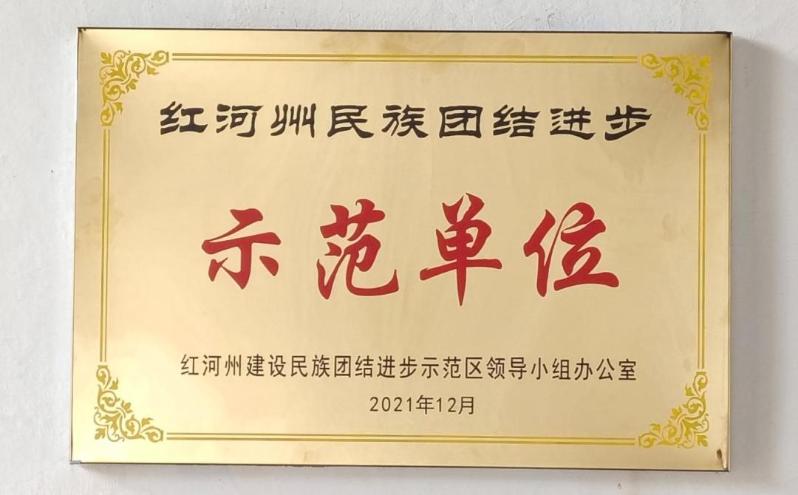 红河州民族团结进步
示范单位
红河州建设民族团结进步示范区领导小组办公室
2021年12月